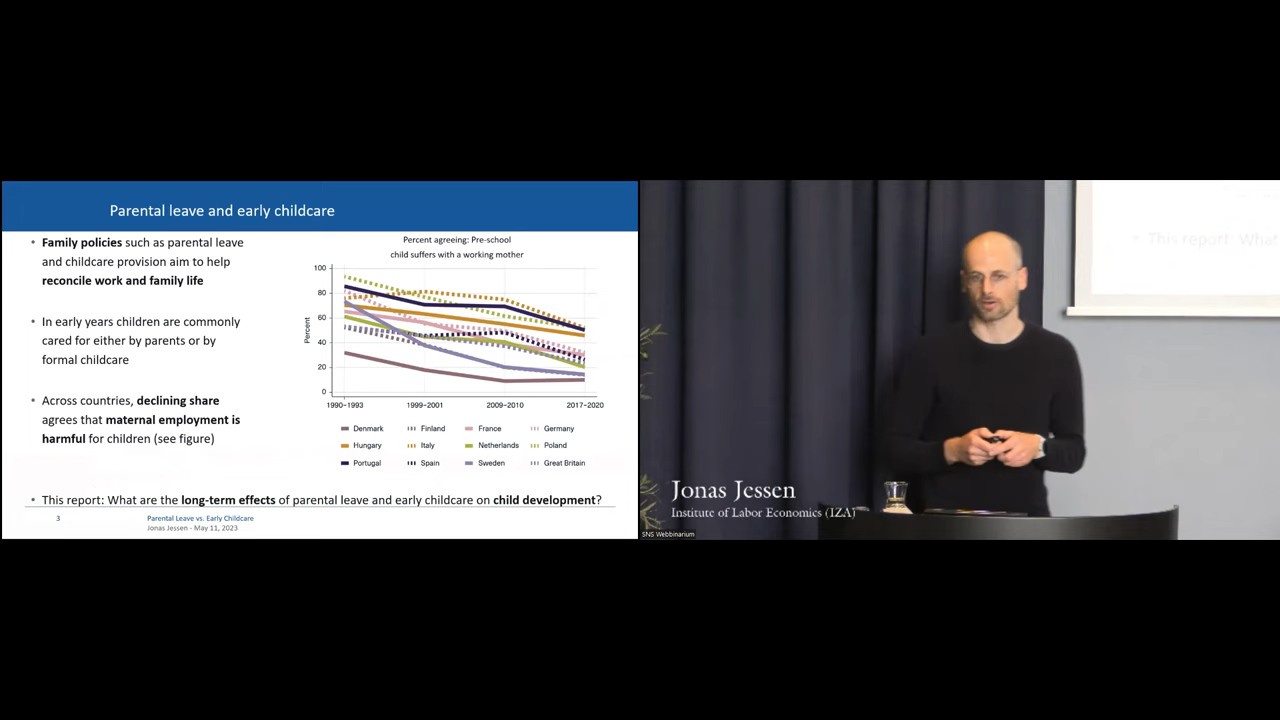 Parental leave and early childcare
• Family policies such as parental leave
and childcare provision aim to help
reconcile work and family life
• In early years children are commonly
cared for either by parents or by
formal childcare
• Across countries, declining share
agrees that maternal employment is
harmful for children (see figure)
Percent agreeing: Pre-school
child suffers with a working mother
Percent
100
80
60
40
20
0
1990–1993 1999–2001 2009–2010 2017–2020
Denmark Finland France Germany
Hungary Italy Netherlands Poland
Portugal Spain Sweden Great Britain
• This report: What are the long-term effects of parental leave and early childcare on child development?
3 Parental Leave vs. Early Childcare
Jonas Jessen - May 11, 2023
• This report: What
Jonas Jessen
Institute of Labor Economics (IZA)
SNS Webbinarium